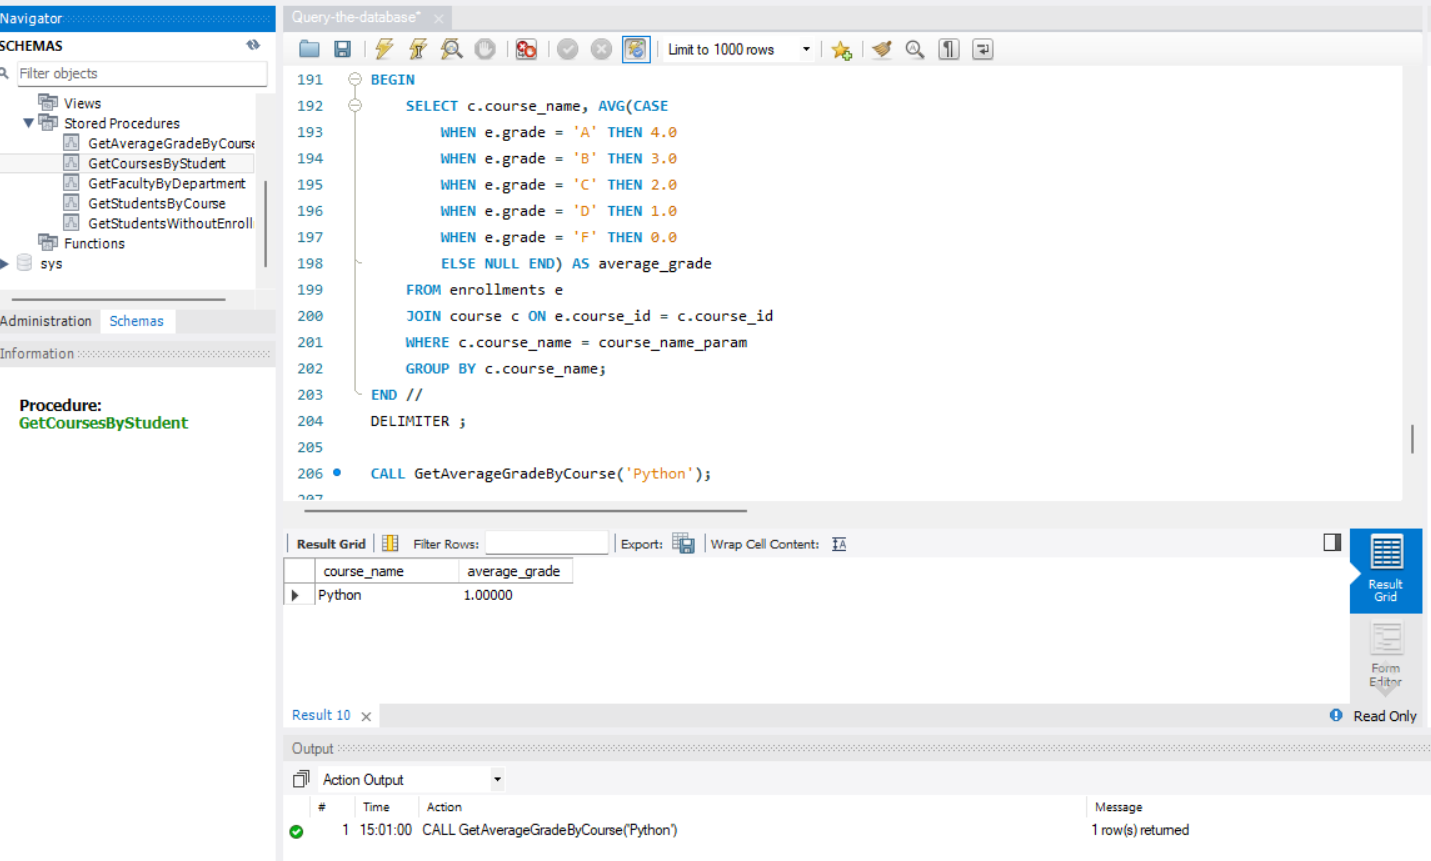 Navigator
SCHEMAS
Filter objects
Views
Stored Procedures
GetAverageGradeByCourse
GetCoursesByStudent
GetFacultyByDepartment
GetStudentsByCourse
GetStudentsWithoutEnroll
Functions
sys
Administration Schemas
Information
Procedure:
GetCoursesByStudent
Query-the-database*
Limit to 1000 rows
191 BEGIN
192 SELECT c.course_name, AVG(CASE
193 WHEN e.grade = 'A' THEN 4.0
194 WHEN e.grade = 'B' THEN 3.0
195 WHEN e.grade = 'C' THEN 2.0
196 WHEN e.grade = 'D' THEN 1.0
197 WHEN e.grade = 'F' THEN 0.0
198 ELSE NULL END) AS average_grade
199 FROM enrollments e
200 JOIN course c ON e.course_id = c.course_id
201 WHERE c.course_name = course_name_param
202 GROUP BY c.course_name;
203 END //
204 DELIMITER ;
205
206 CALL GetAverageGradeByCourse('Python');
207
Result Grid Filter Rows: Export: Wrap Cell Content:
course_name average_grade
Python 1.00000
Result
Grid
Form
Editor
Result 10 Read Only
Output
Action Output
# Time Action Message
1 15:01:00 CALL GetAverageGradeByCourse('Python') 1 row(s) returned